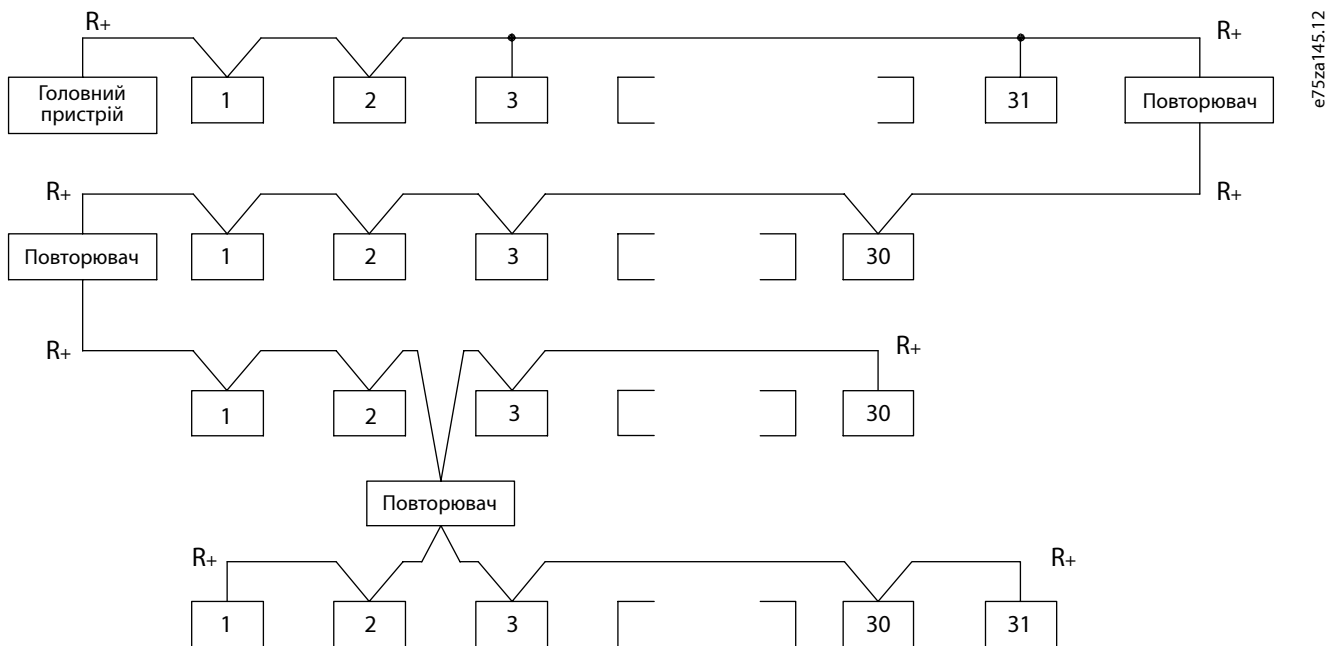 R+
R+
e75za145.12
Головний
пристрій
1
2
3
31
Повторювач
R+
R+
Повторювач
1
2
3
30
R+
R+
1
2
3
30
Повторювач
R+
R+
1
2
3
30
31